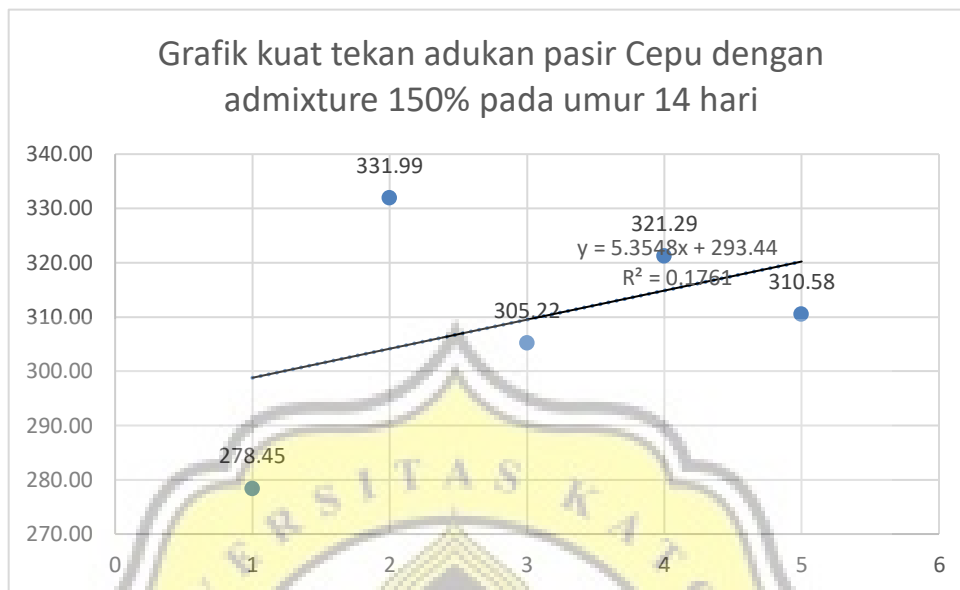 Grafik kuat tekan adukan pasir Cepu dengan
admixture 150% pada umur 14 hari
340.00
331.99
330.00
321.29
y = 5.3548x + 293.44
320.00
R² = 0.1761
310.58
310.00
305.22
300.00
290.00
278.45
280.00
270.00
0 1 2 3 4 5 6
ERSITAS KAT